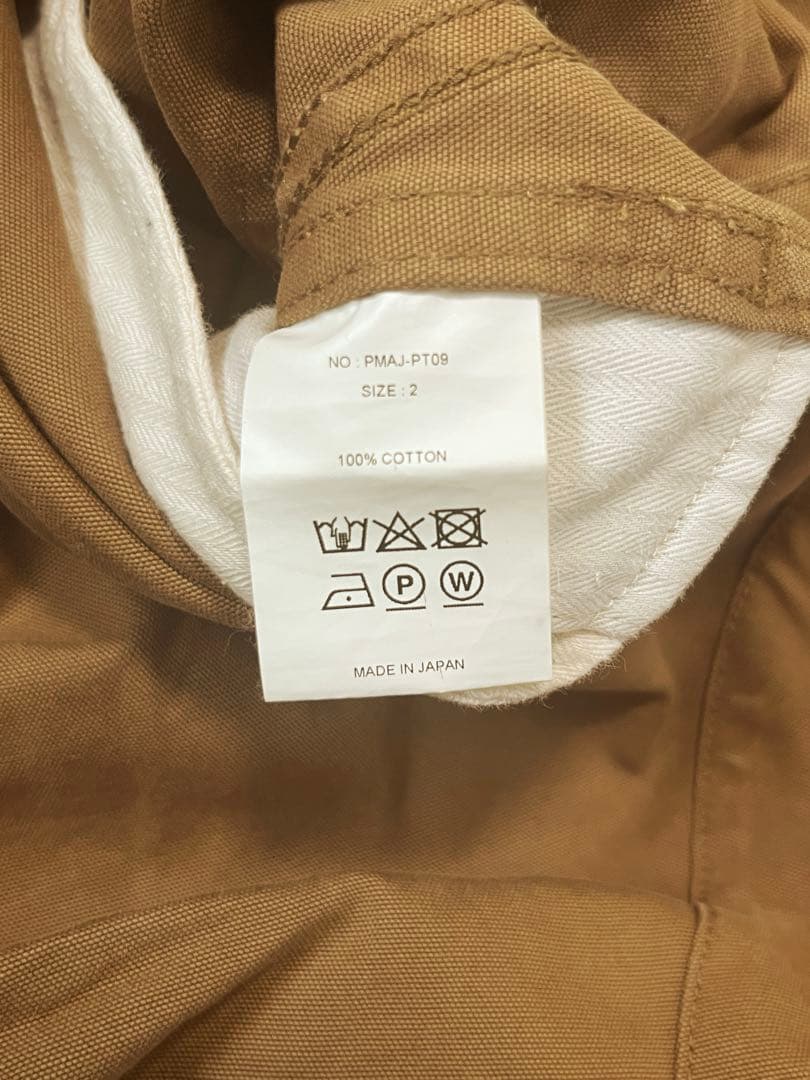 NO : PMAJ-PT09
SIZE : 2
100% COTTON
P W
MADE IN JAPAN